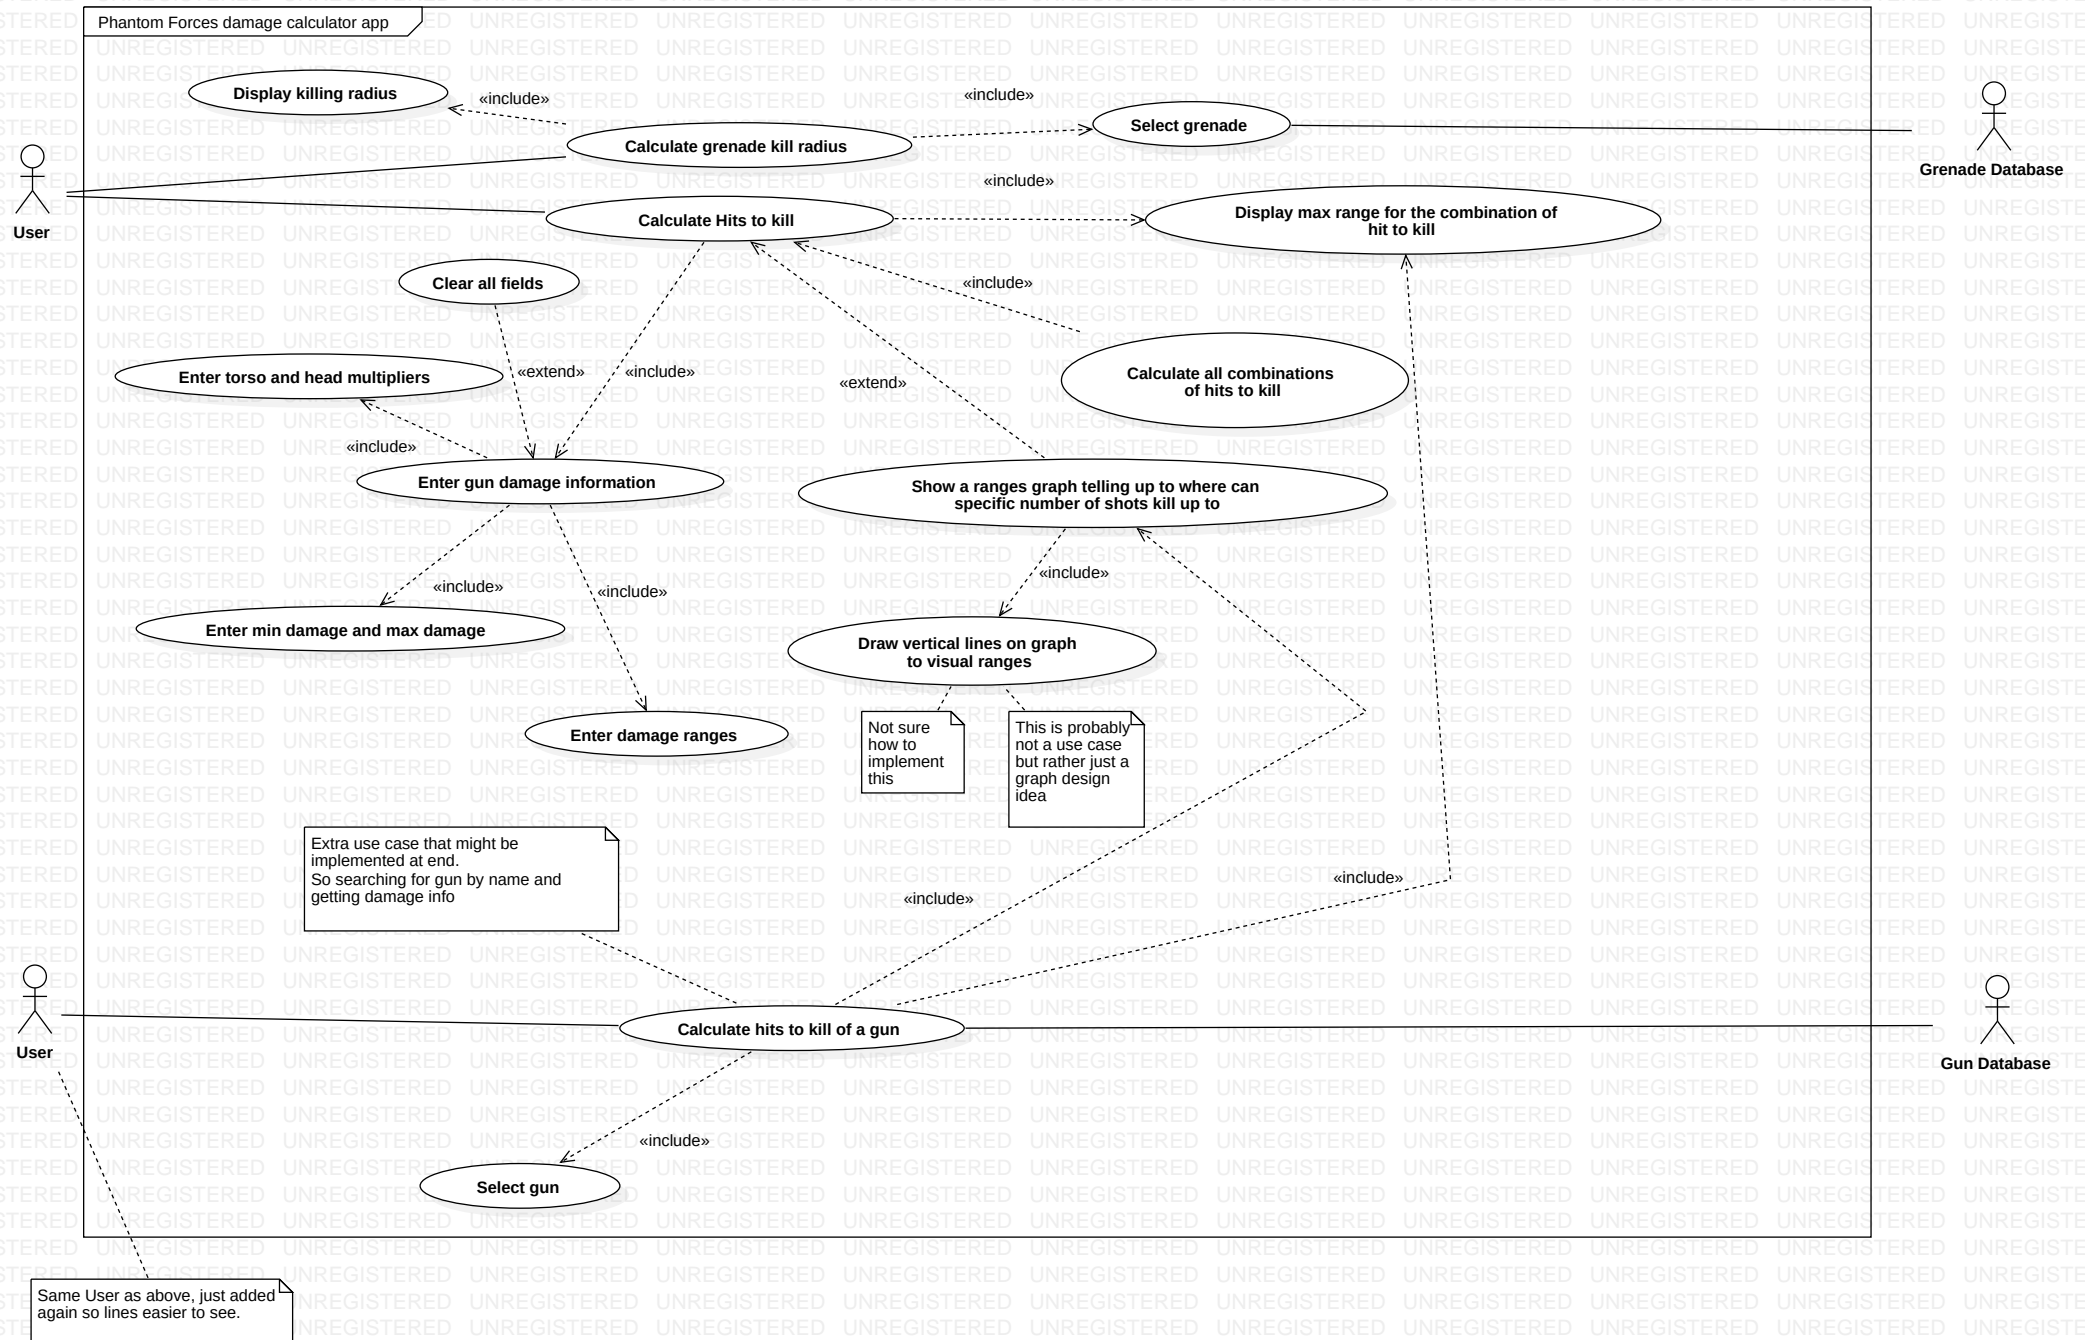 Phantom Forces damage calculator app
Display killing radius
«include»
«include»
Select grenade
Calculate grenade kill radius
Grenade Database
User
«include»
Calculate Hits to kill
Display max range for the combination of
hit to kill
Clear all fields
«include»
Enter torso and head multipliers
«extend»
«include»
«extend»
Calculate all combinations
of hits to kill
«include»
Enter gun damage information
Show a ranges graph telling up to where can
specific number of shots kill up to
«include»
«include»
«include»
Enter min damage and max damage
Draw vertical lines on graph
to visual ranges
Enter damage ranges
Not sure
how to
implement
this
This is probably
not a use case
but rather just a
graph design
idea
Extra use case that might be
implemented at end.
So searching for gun by name and
getting damage info
«include»
«include»
User
Calculate hits to kill of a gun
Gun Database
«include»
Select gun
Same User as above, just added
again so lines easier to see.
UNREGISTERED